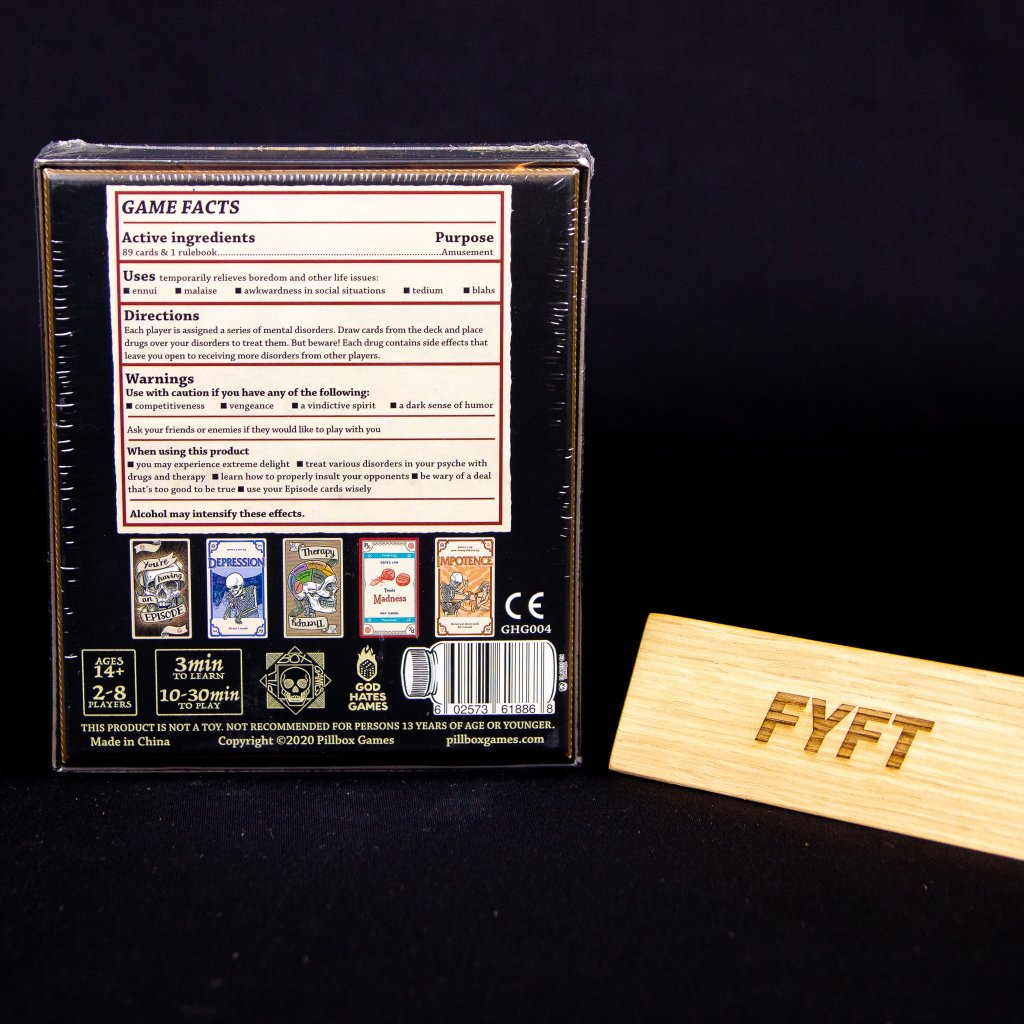 GAME FACTS
Active ingredients Purpose
89 cards & 1 rulebook................................................................Amusement
Uses temporarily relieves boredom and other life issues:
■ ennui ■ malaise ■ awkwardness in social situations ■ tedium ■ blahs
Directions
Each player is assigned a series of mental disorders. Draw cards from the deck and place
drugs over your disorders to treat them. But beware! Each drug contains side effects that
leave you open to receiving more disorders from other players.
Warnings
Use with caution if you have any of the following:
■ competitiveness ■ vengeance ■ a vindictive spirit ■ a dark sense of humor
Ask your friends or enemies if they would like to play with you
When using this product
■ you may experience extreme delight ■ treat various disorders in your psyche with
drugs and therapy ■ learn how to properly insult your opponents ■ be wary of a deal
that's too good to be true ■ use your Episode cards wisely
Alcohol may intensify these effects.
You're
having
an
EPISODE
DEPRESSION
Therapy
Therapy
Treats
Madness
IMPOTENCE
CE
GHG004
AGES
14+
2-8
PLAYERS
3min
TO LEARN
10-30min
TO PLAY
PILLBOX GAMES
GOD
HATES
GAMES
6 02573 61886 8
THIS PRODUCT IS NOT A TOY. NOT RECOMMENDED FOR PERSONS 13 YEARS OF AGE OR YOUNGER.
Made in China Copyright ©2020 Pillbox Games pillboxgames.com
FYFT